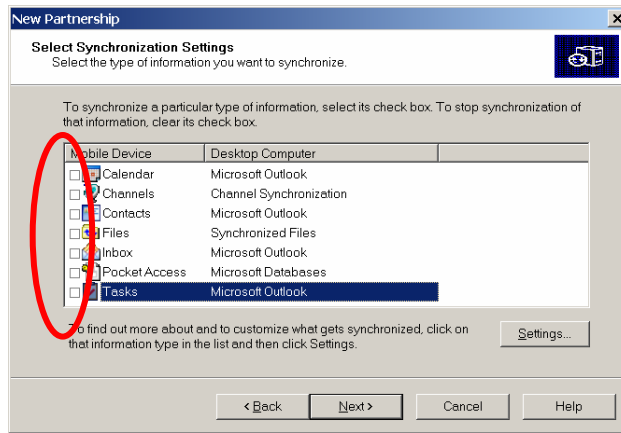 New Partnership
Select Synchronization Settings
Select the type of information you want to synchronize.
To synchronize a particular type of information, select its check box. To stop synchronization of
that information, clear its check box.
Mobile Device Desktop Computer
Calendar Microsoft Outlook
Channels Channel Synchronization
Contacts Microsoft Outlook
Files Synchronized Files
Inbox Microsoft Outlook
Pocket Access Microsoft Databases
Tasks Microsoft Outlook
To find out more about and to customize what gets synchronized, click on
that information type in the list and then click Settings.
Settings...
< Back Next > Cancel Help